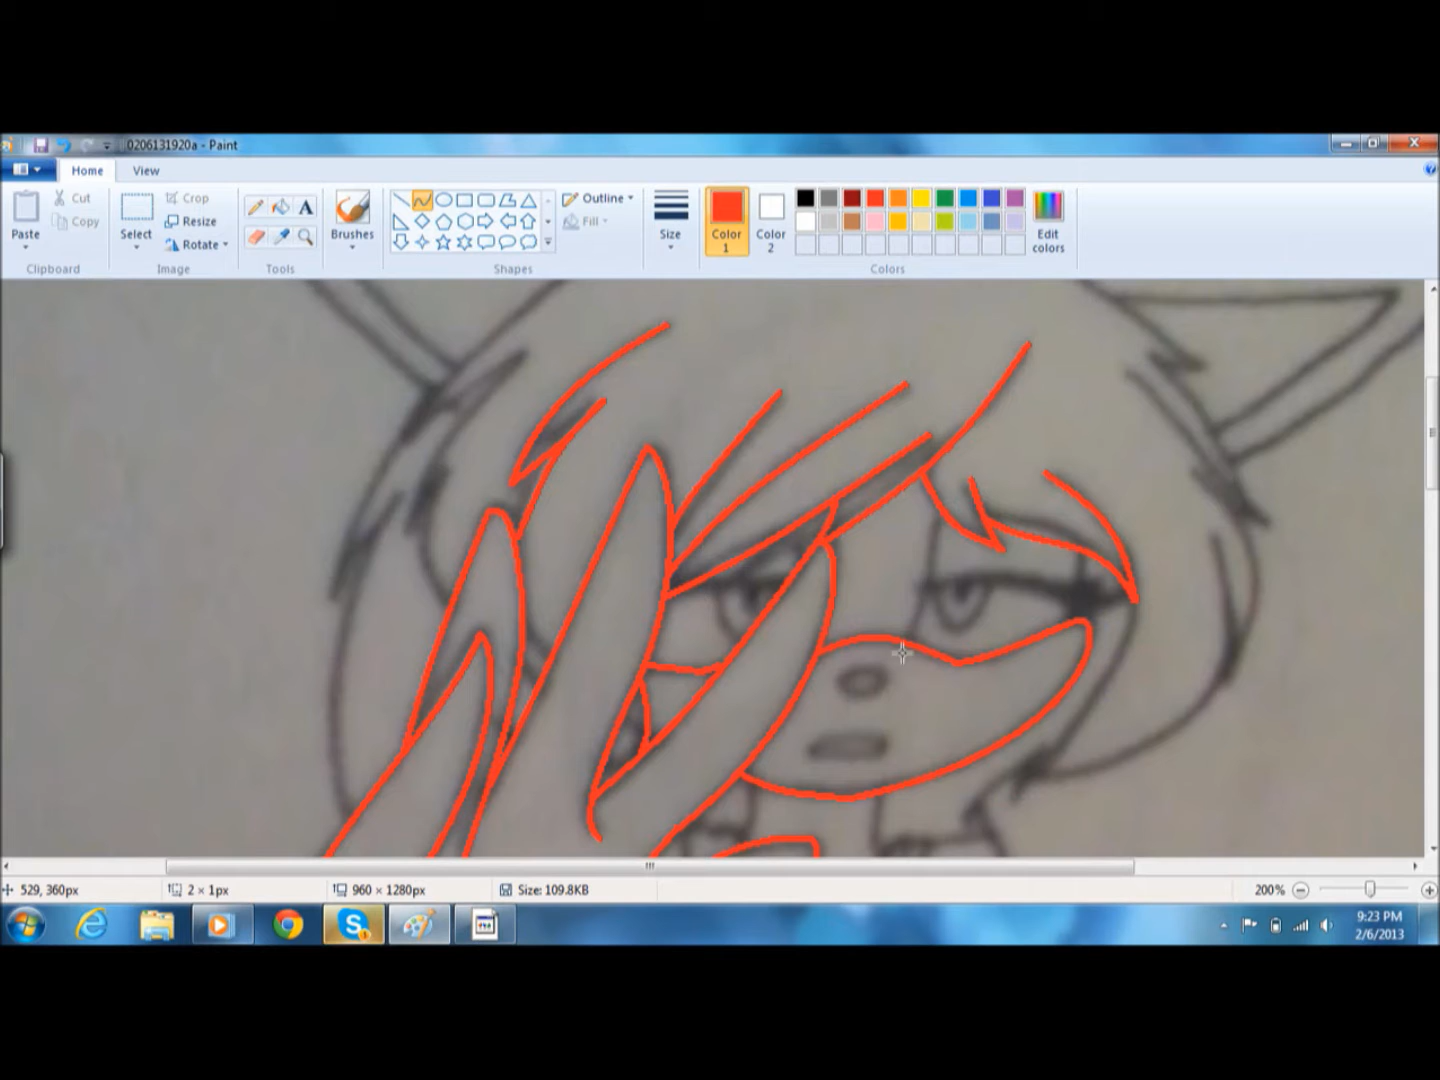 0206131920a - Paint
Home View
Cut
Copy
Paste
Clipboard
Crop
Resize
Rotate
Select
Image
A
Tools
Brushes
Outline
Fill
Shapes
Size
Color 1
Color 2
Edit colors
Colors
529, 360px 2 × 1px 960 × 1280px Size: 109.8KB 200%
9:23 PM
2/6/2013